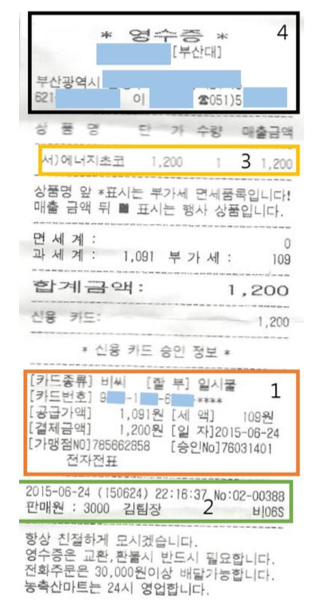 * 영수증 * 4
[부산대]
부산광역시
621 이 ☎051)5
상 품 명 단 가 수량 매출금액
서)에너지초코 1,200 1 3 1,200
상품명 앞 *표시는 부가세 면세품목입니다!
매출 금액 뒤 ■ 표시는 행사 상품입니다.
면 세 계 : 0
과 세 계 : 1,091 부 가 세 : 109
합계금액: 1,200
신용 카드: 1,200
* 신용 카드 승인 정보 *
[카드종류] 비씨 [할 부] 일시불 1
[카드번호] 9 -1 -6 -****
[공급가액] 1,091원 [세 액] 109원
[결제금액] 1,200원 [일 자]2015-06-24
[가맹점NO]785662858 [승인No]76031401
전자전표
2015-06-24 (150624) 22:16:37 No:02-00388
판매원 : 3000 김팀장 2 비06S
항상 친절하게 모시겠습니다.
영수증은 교환,환불시 반드시 필요합니다.
전화주문은 30,000원이상 배달가능합니다.
농축산마트는 24시 영업합니다.